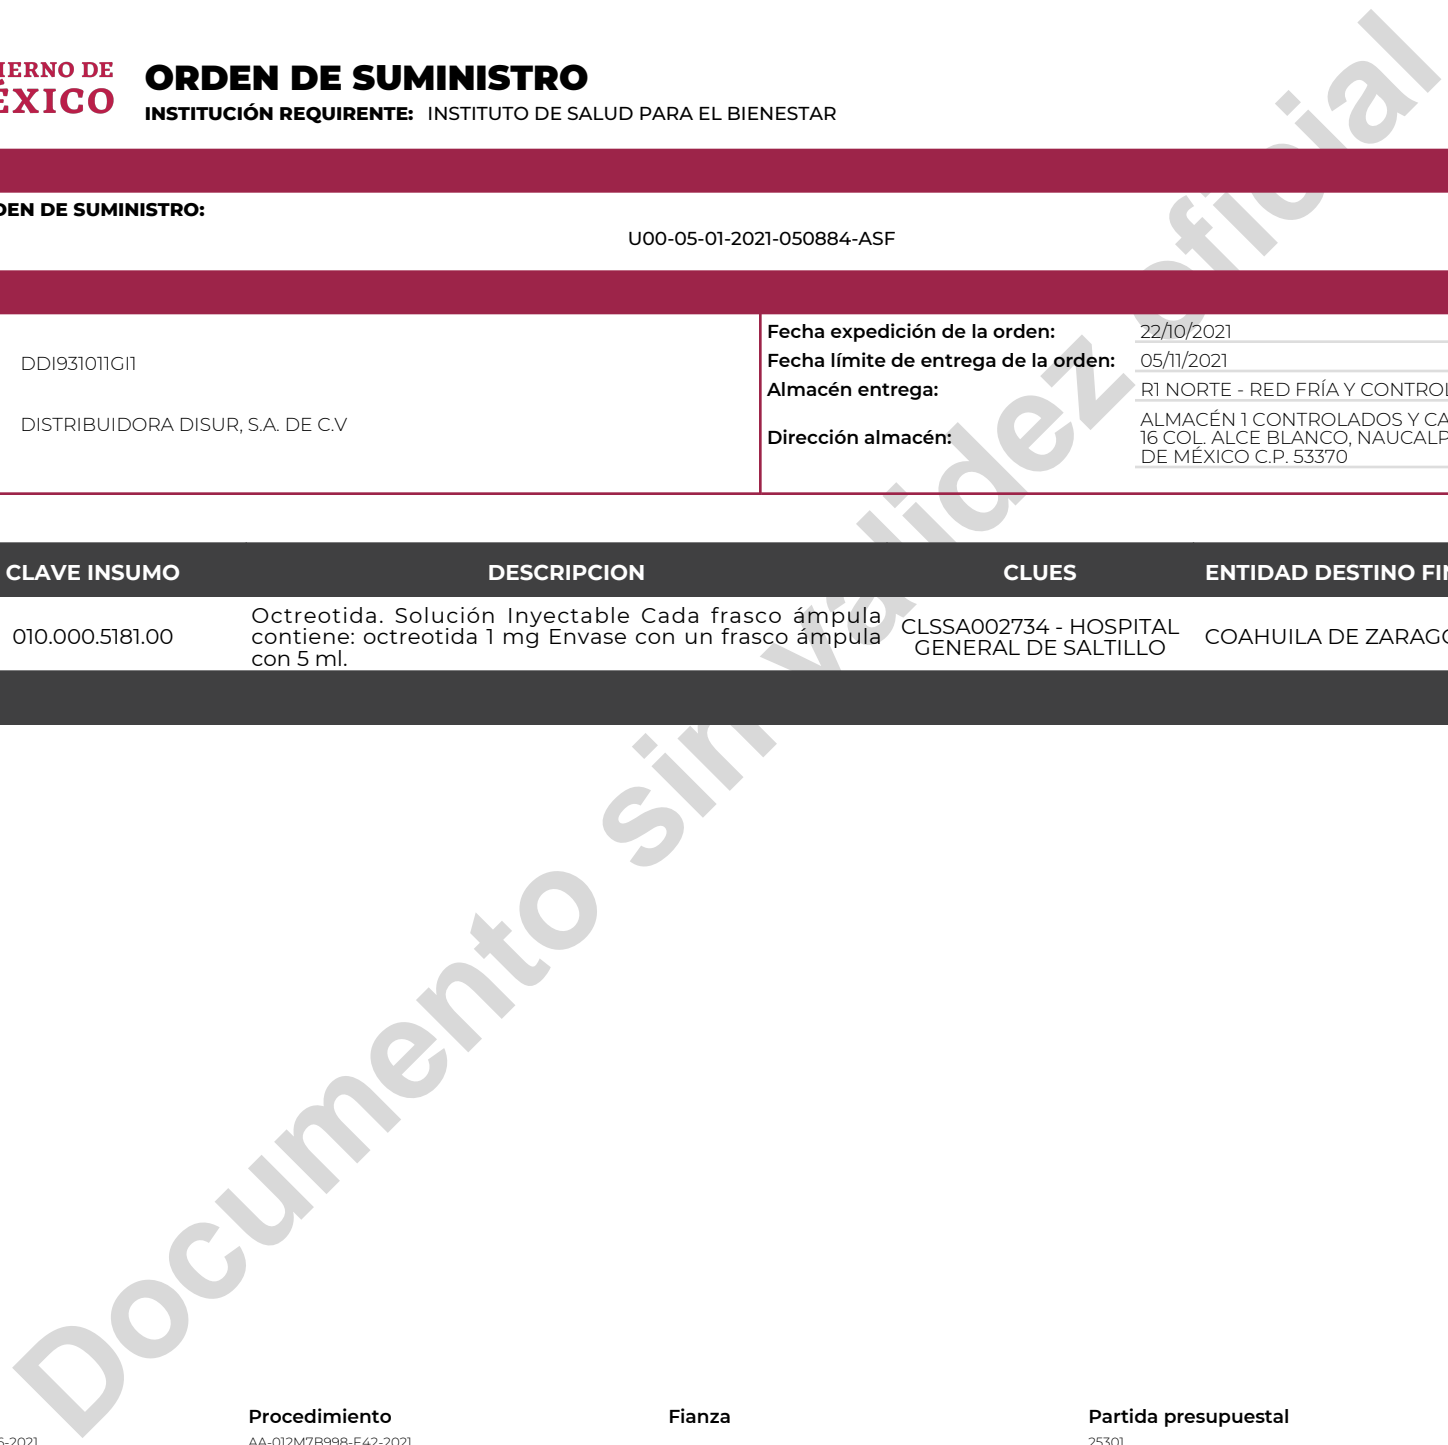 IERNO DE
ÉXICO
ORDEN DE SUMINISTRO
INSTITUCIÓN REQUIRENTE: INSTITUTO DE SALUD PARA EL BIENESTAR
DEN DE SUMINISTRO:
U00-05-01-2021-050884-ASF
DDI931011GI1
DISTRIBUIDORA DISUR, S.A. DE C.V
Fecha expedición de la orden: 22/10/2021
Fecha límite de entrega de la orden: 05/11/2021
Almacén entrega: R1 NORTE - RED FRÍA Y CONTROL
Dirección almacén:
ALMACÉN 1 CONTROLADOS Y CA
16 COL. ALCE BLANCO, NAUCALP
DE MÉXICO C.P. 53370
CLAVE INSUMO DESCRIPCION CLUES ENTIDAD DESTINO FIN
010.000.5181.00
Octreotida. Solución Inyectable Cada frasco ámpula
contiene: octreotida 1 mg Envase con un frasco ámpula
con 5 ml.
CLSSA002734 - HOSPITAL
GENERAL DE SALTILLO
COAHUILA DE ZARAGO
Documento sin validez oficial
Procedimiento Fianza Partida presupuestal
-2021 AA-012M7B998-E42-2021 25301